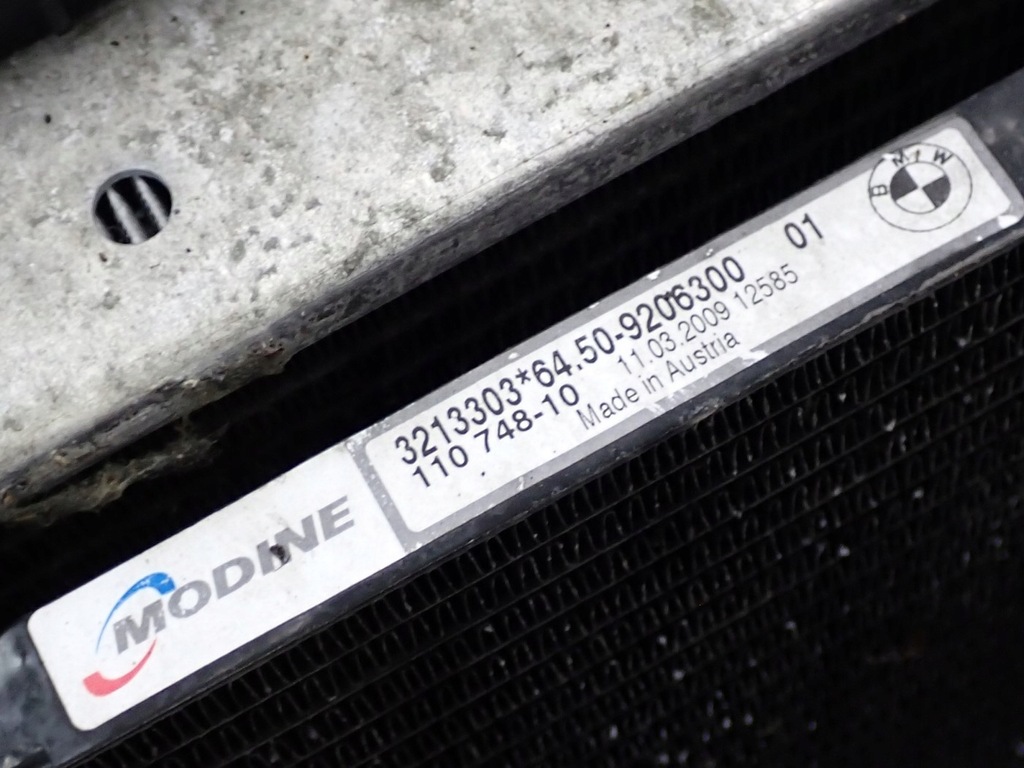 MODINE
3213303*64.50-9206300 01
110 748-10 11.03.2009 12585
Made in Austria
BMW